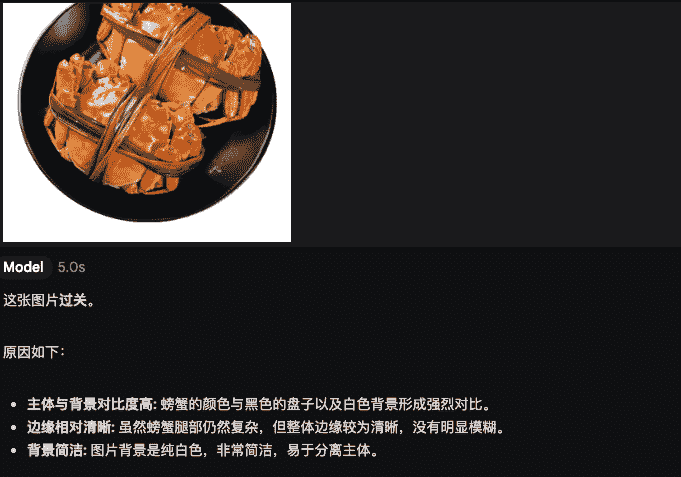 Model 5.0s
这张图片过关。
原因如下：
主体与背景对比度高: 螃蟹的颜色与黑色的盘子以及白色背景形成强烈对比。
边缘相对清晰: 虽然螃蟹腿部仍然复杂，但整体边缘较为清晰，没有明显模糊。
背景简洁: 图片背景是纯白色，非常简洁，易于分离主体。